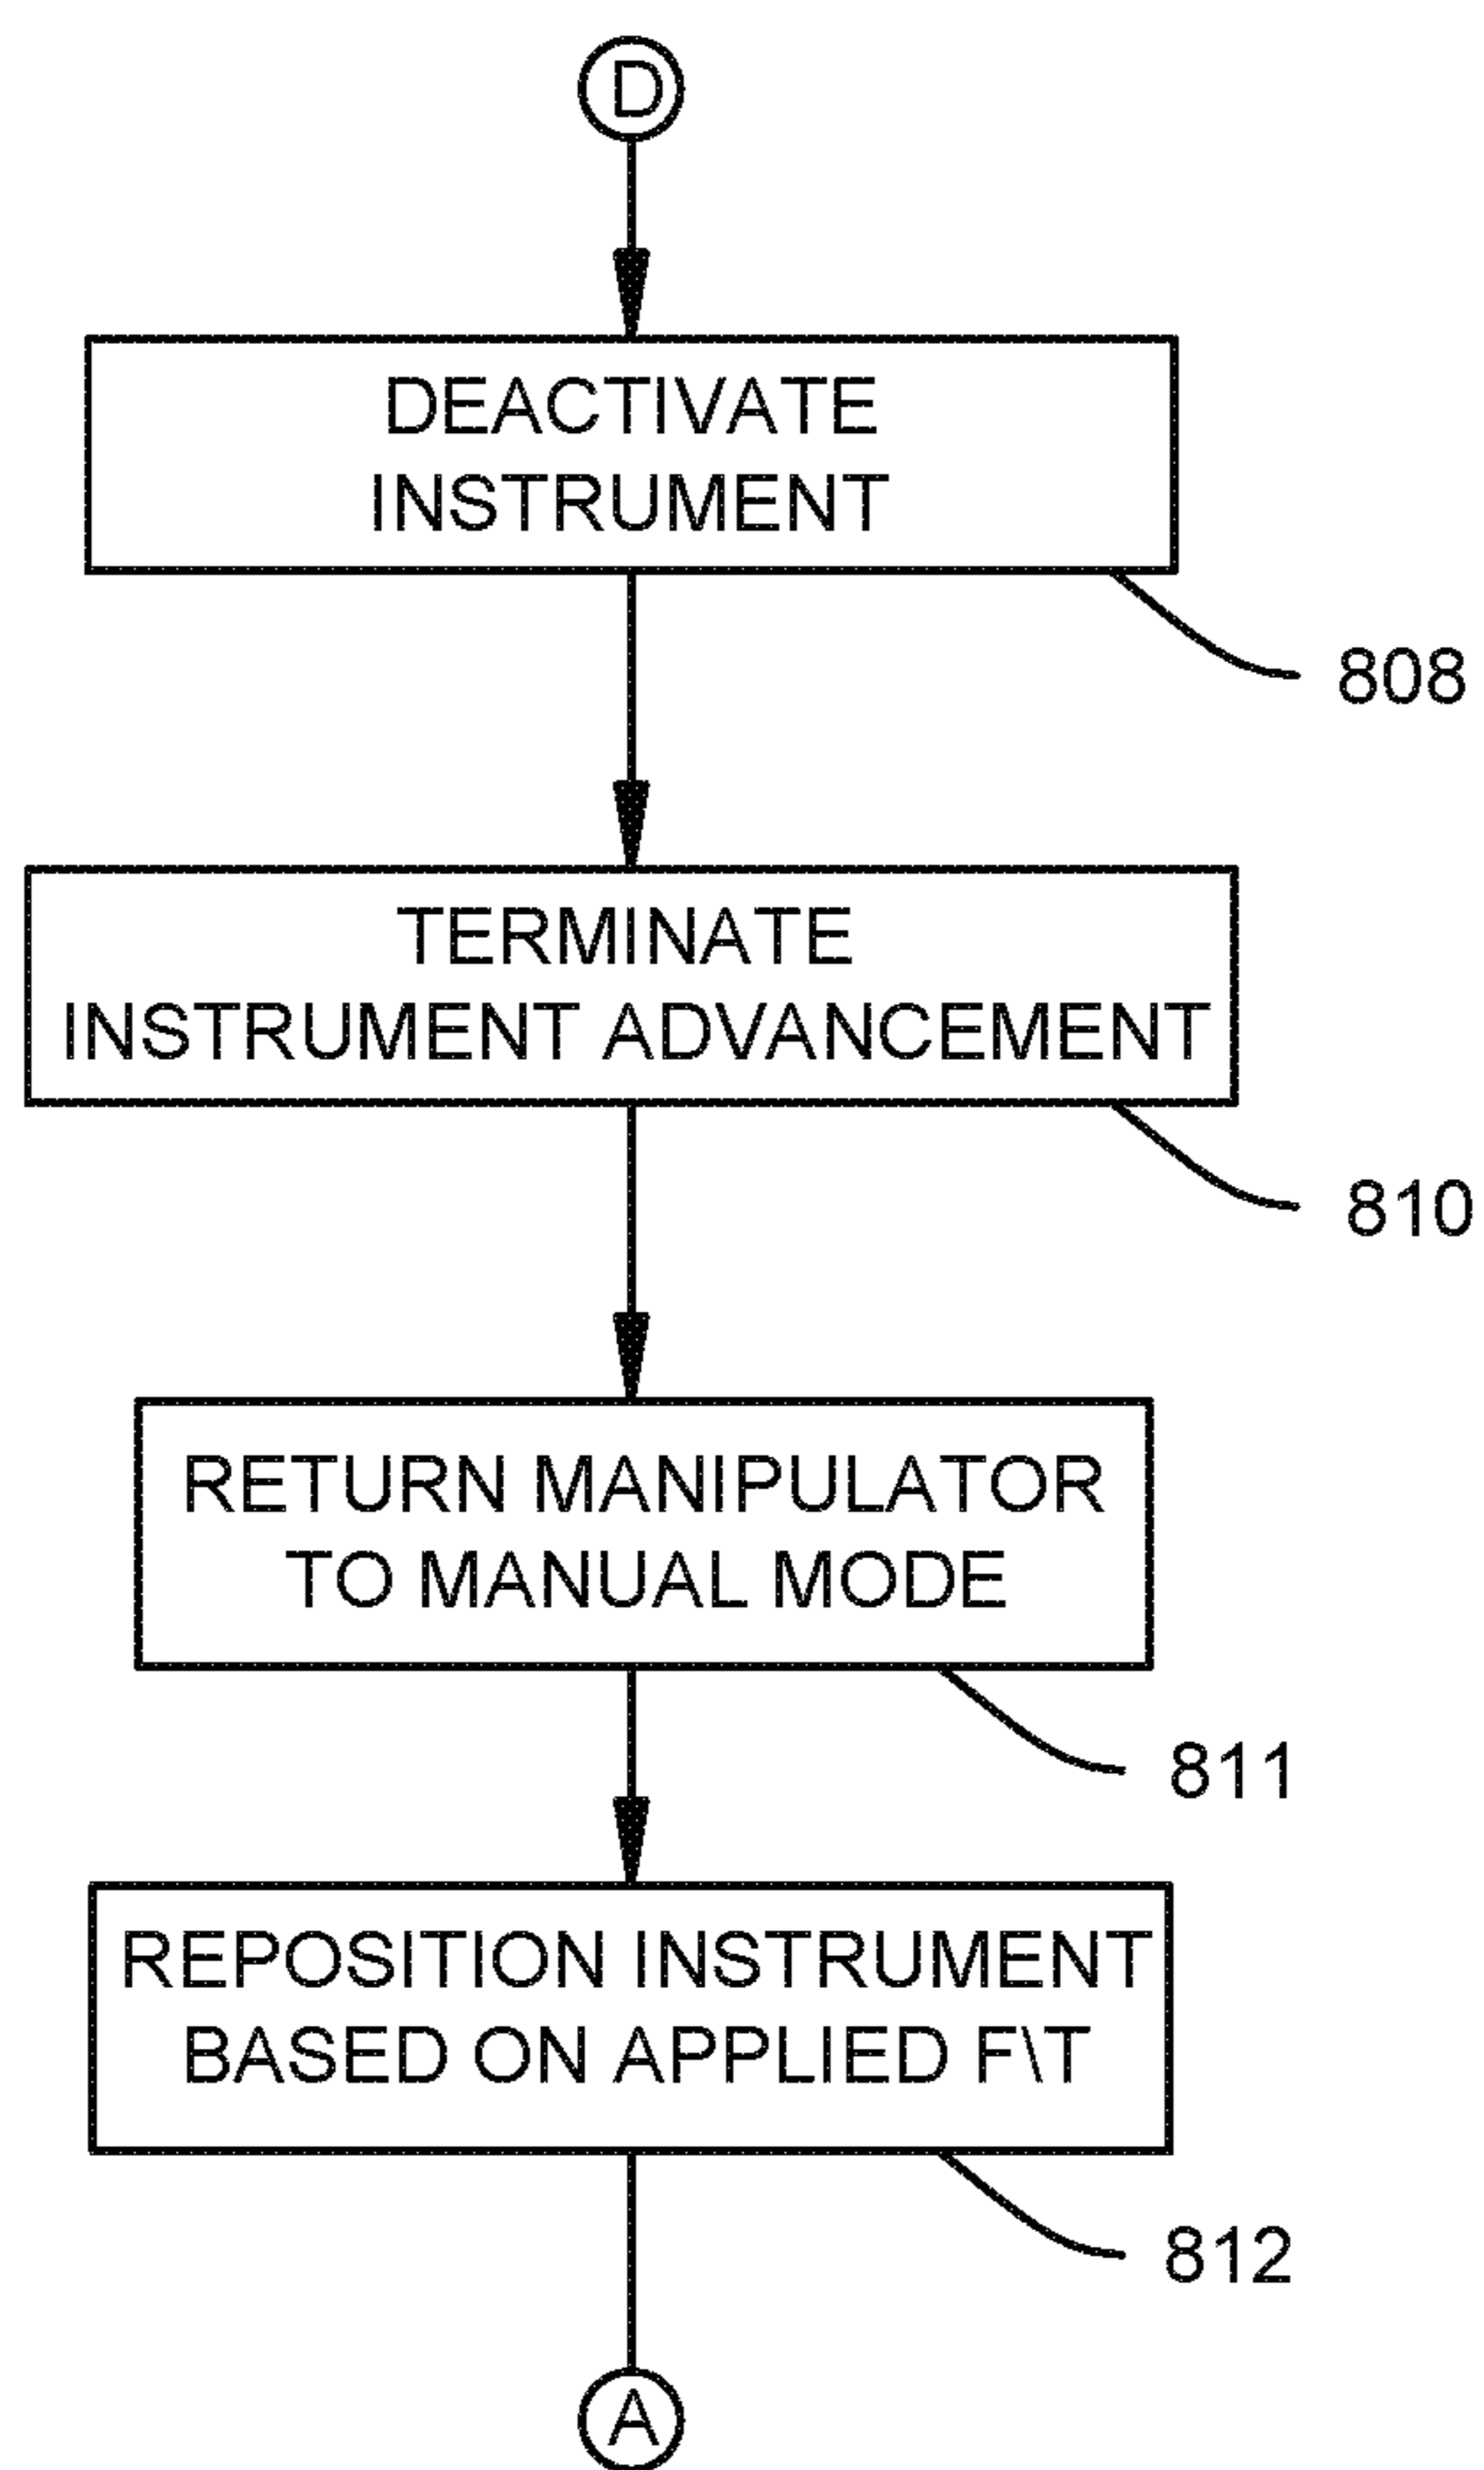 D
DEACTIVATE
INSTRUMENT
808
TERMINATE
INSTRUMENT ADVANCEMENT
810
RETURN MANIPULATOR
TO MANUAL MODE
811
REPOSITION INSTRUMENT
BASED ON APPLIED F\T
812
A